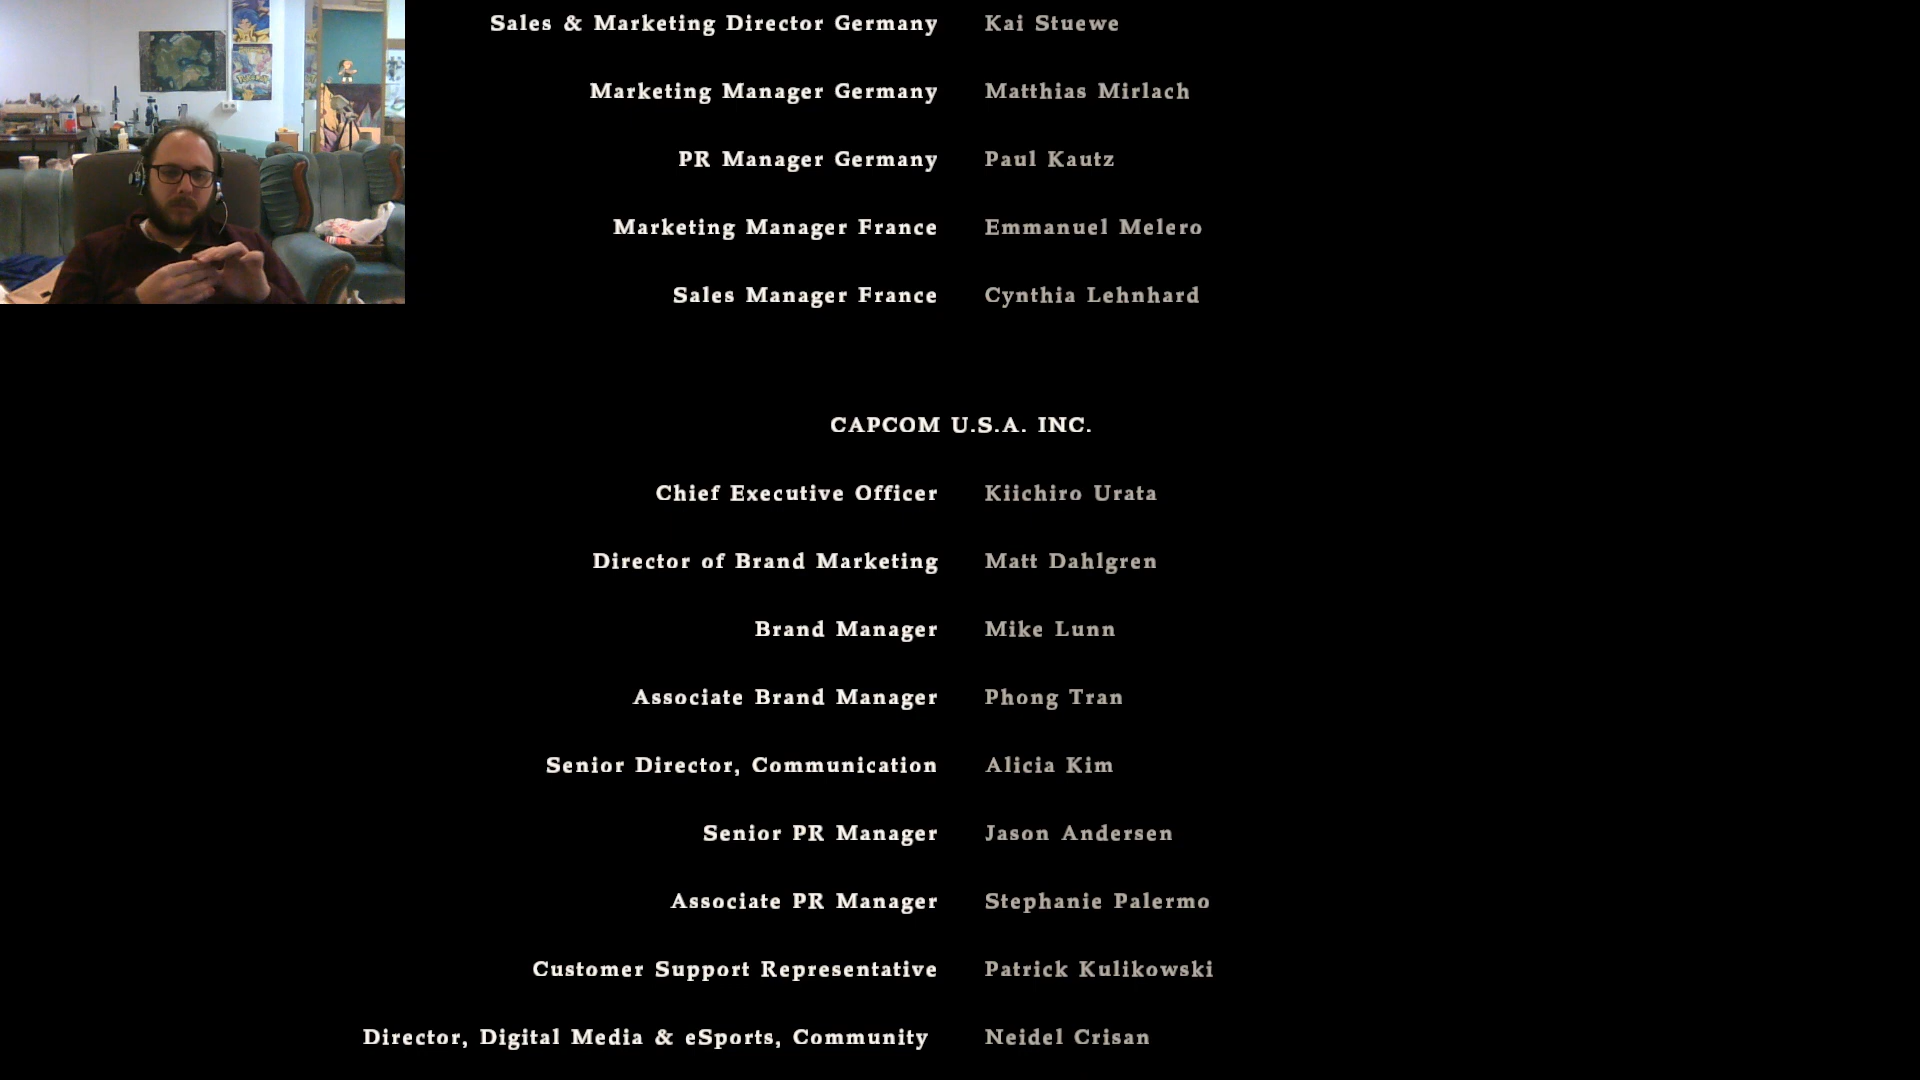 Sales & Marketing Director Germany Kai Stuewe
Marketing Manager Germany Matthias Mirlach
PR Manager Germany Paul Kautz
Marketing Manager France Emmanuel Melero
Sales Manager France Cynthia Lehnhard
CAPCOM U.S.A. INC.
Chief Executive Officer Kiichiro Urata
Director of Brand Marketing Matt Dahlgren
Brand Manager Mike Lunn
Associate Brand Manager Phong Tran
Senior Director, Communication Alicia Kim
Senior PR Manager Jason Andersen
Associate PR Manager Stephanie Palermo
Customer Support Representative Patrick Kulikowski
Director, Digital Media & eSports, Community Neidel Crisan